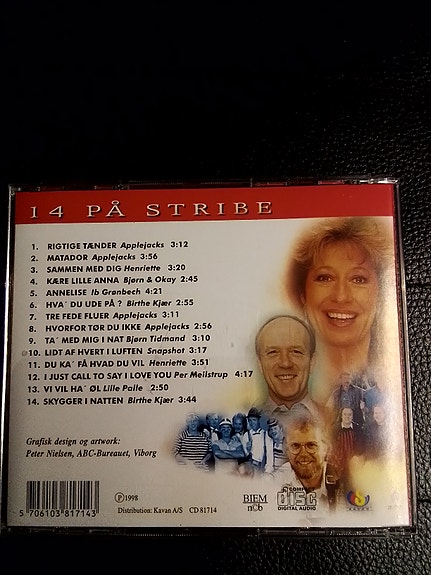 14 PÅ STRIBE
1. RIGTIGE TÆNDER Applejacks 3:12
2. MATADOR Applejacks 3:56
3. SAMMEN MED DIG Henriette 3:20
4. KÆRE LILLE ANNA Bjørn & Okay 2:45
5. ANNELISE Ib Grønbech 4:21
6. HVA´ DU UDE PÅ ? Birthe Kjær 2:55
7. TRE FEDE FLUER Applejacks 3:11
8. HVORFOR TØR DU IKKE Applejacks 2:56
9. TA´ MED MIG I NAT Bjørn Tidmand 3:10
10. LIDT AF HVERT I LUFTEN Snapshot 3:17
11. DU KA´ FÅ HVAD DU VIL Henriette 3:51
12. I JUST CALL TO SAY I LOVE YOU Per Melistrup 4:17
13. VI VIL HA´ ØL Lille Palle 2:50
14. SKYGGER I NATTEN Birthe Kjær 3:44
Grafisk design og artwork:
Peter Nielsen, ABC-Bureauet, Viborg
5 706103 817143
Ⓟ1998
Distribution: Kavan A/S CD 81714
BIEM
ncb
COMPACT
DISC
DIGITAL AUDIO
KAVAN